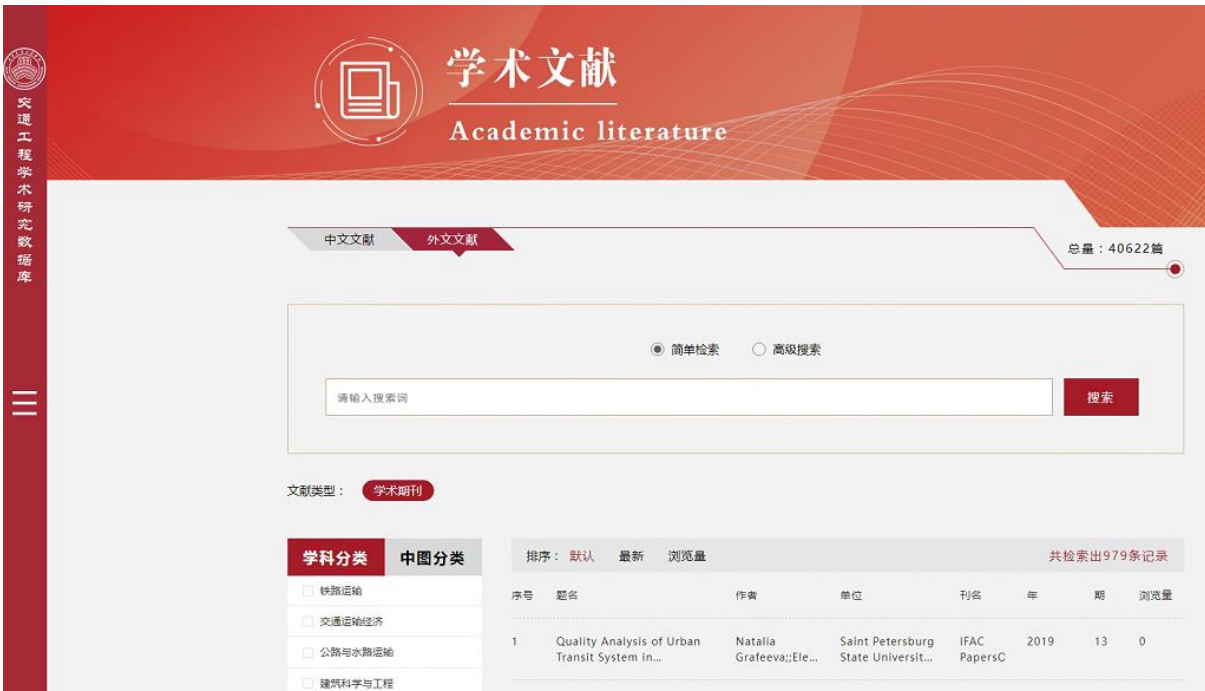 交通工程学术研究数据库
学术文献
Academic literature
中文文献 外文文献
总量：40622篇
简单检索 高级搜索
请输入搜索词 搜索
文献类型： 学术期刊
学科分类 中图分类
铁路运输
交通运输经济
公路与水路运输
建筑科学与工程
排序： 默认 最新 浏览量 共检索出979条记录
序号 题名 作者 单位 刊名 年 期 浏览量
1 Quality Analysis of Urban Natalia Saint Petersburg IFAC 2019 13 0
Transit System in... Grafeeva;;Ele... State Universit... PapersO